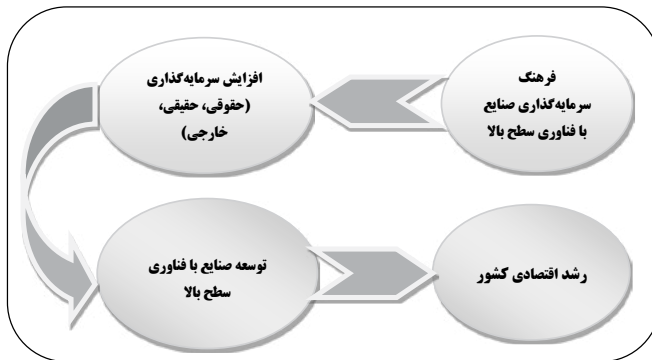 فرهنگ
سرمایه‌گذاری صنایع
با فناوری سطح بالا
افزایش سرمایه‌گذاری
(حقوقی، حقیقی،
خارجی)
توسعه صنایع با فناوری
سطح بالا
رشد اقتصادی کشور